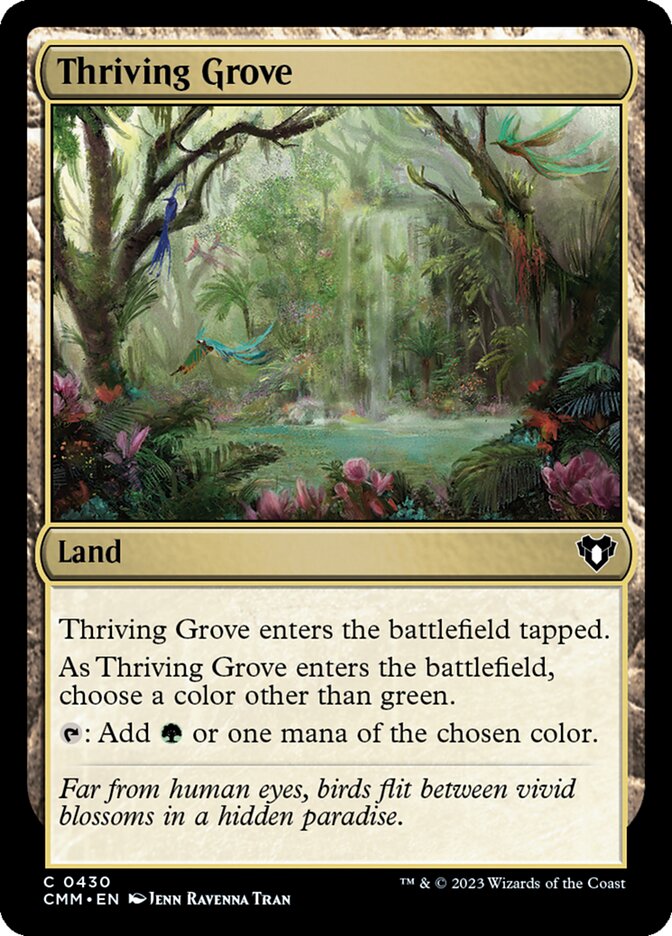 Thriving Grove
Land
Thriving Grove enters the battlefield tapped.
As Thriving Grove enters the battlefield,
choose a color other than green.
: Add or one mana of the chosen color.
Far from human eyes, birds flit between vivid
blossoms in a hidden paradise.
C 0430
CMM • EN Jenn Ravenna Tran
™ & © 2023 Wizards of the Coast